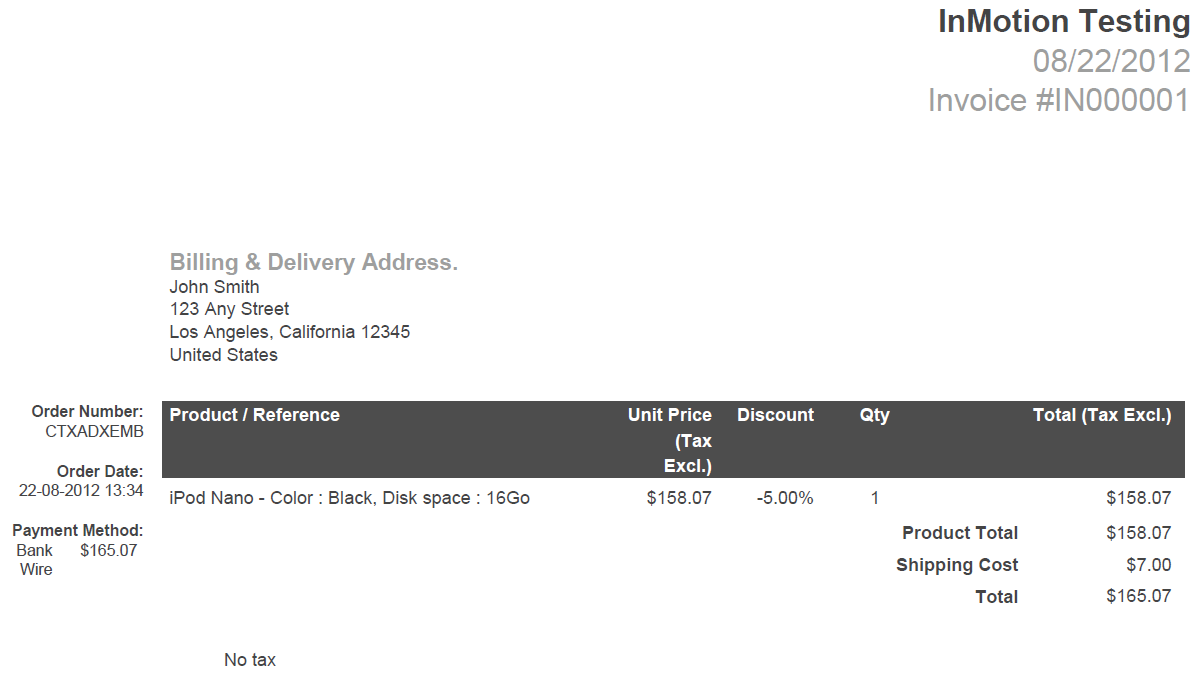 InMotion Testing
08/22/2012
Invoice #IN000001
Billing & Delivery Address.
John Smith
123 Any Street
Los Angeles, California 12345
United States
Order Number:
CTXADXEMB
Order Date:
22-08-2012 13:34
Payment Method:
Bank Wire $165.07
Product / Reference Unit Price (Tax Excl.) Discount Qty Total (Tax Excl.)
iPod Nano - Color : Black, Disk space : 16Go $158.07 -5.00% 1 $158.07
Product Total $158.07
Shipping Cost $7.00
Total $165.07
No tax